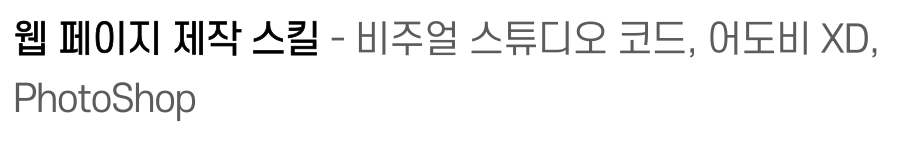 웹 페이지 제작 스킬 - 비주얼 스튜디오 코드, 어도비 XD,
PhotoShop